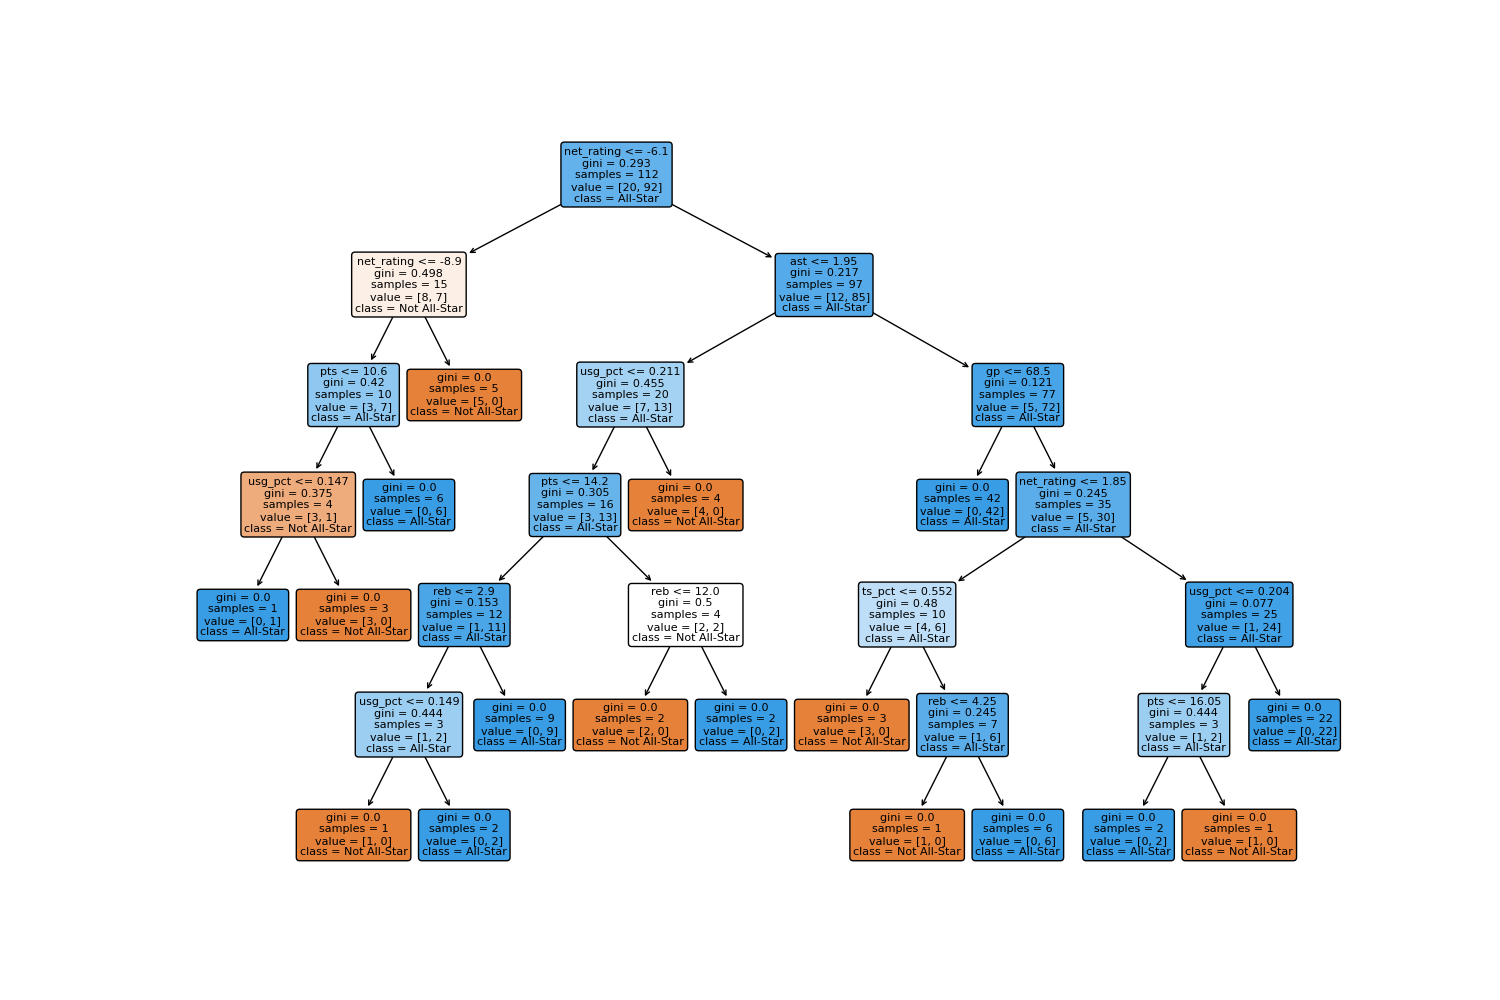 net_rating <= -6.1
gini = 0.293
samples = 112
value = [20, 92]
class = All-Star
net_rating <= -8.9
gini = 0.498
samples = 15
value = [8, 7]
class = Not All-Star
ast <= 1.95
gini = 0.217
samples = 97
value = [12, 85]
class = All-Star
pts <= 10.6
gini = 0.42
samples = 10
value = [3, 7]
class = All-Star
gini = 0.0
samples = 5
value = [5, 0]
class = Not All-Star
usg_pct <= 0.211
gini = 0.455
samples = 20
value = [7, 13]
class = All-Star
gp <= 68.5
gini = 0.121
samples = 77
value = [5, 72]
class = All-Star
usg_pct <= 0.147
gini = 0.375
samples = 4
value = [3, 1]
class = Not All-Star
gini = 0.0
samples = 6
value = [0, 6]
class = All-Star
pts <= 14.2
gini = 0.305
samples = 16
value = [3, 13]
class = All-Star
gini = 0.0
samples = 4
value = [4, 0]
class = Not All-Star
gini = 0.0
samples = 42
value = [0, 42]
class = All-Star
net_rating <= 1.85
gini = 0.245
samples = 35
value = [5, 30]
class = All-Star
gini = 0.0
samples = 1
value = [0, 1]
class = All-Star
gini = 0.0
samples = 3
value = [3, 0]
class = Not All-Star
reb <= 2.9
gini = 0.153
samples = 12
value = [1, 11]
class = All-Star
reb <= 12.0
gini = 0.5
samples = 4
value = [2, 2]
class = Not All-Star
ts_pct <= 0.552
gini = 0.48
samples = 10
value = [4, 6]
class = All-Star
usg_pct <= 0.204
gini = 0.077
samples = 25
value = [1, 24]
class = All-Star
usg_pct <= 0.149
gini = 0.444
samples = 3
value = [1, 2]
class = All-Star
gini = 0.0
samples = 9
value = [0, 9]
class = All-Star
gini = 0.0
samples = 2
value = [2, 0]
class = Not All-Star
gini = 0.0
samples = 2
value = [0, 2]
class = All-Star
gini = 0.0
samples = 3
value = [3, 0]
class = Not All-Star
reb <= 4.25
gini = 0.245
samples = 7
value = [1, 6]
class = All-Star
pts <= 16.05
gini = 0.444
samples = 3
value = [1, 2]
class = All-Star
gini = 0.0
samples = 22
value = [0, 22]
class = All-Star
gini = 0.0
samples = 1
value = [1, 0]
class = Not All-Star
gini = 0.0
samples = 2
value = [0, 2]
class = All-Star
gini = 0.0
samples = 1
value = [1, 0]
class = Not All-Star
gini = 0.0
samples = 6
value = [0, 6]
class = All-Star
gini = 0.0
samples = 2
value = [0, 2]
class = All-Star
gini = 0.0
samples = 1
value = [1, 0]
class = Not All-Star